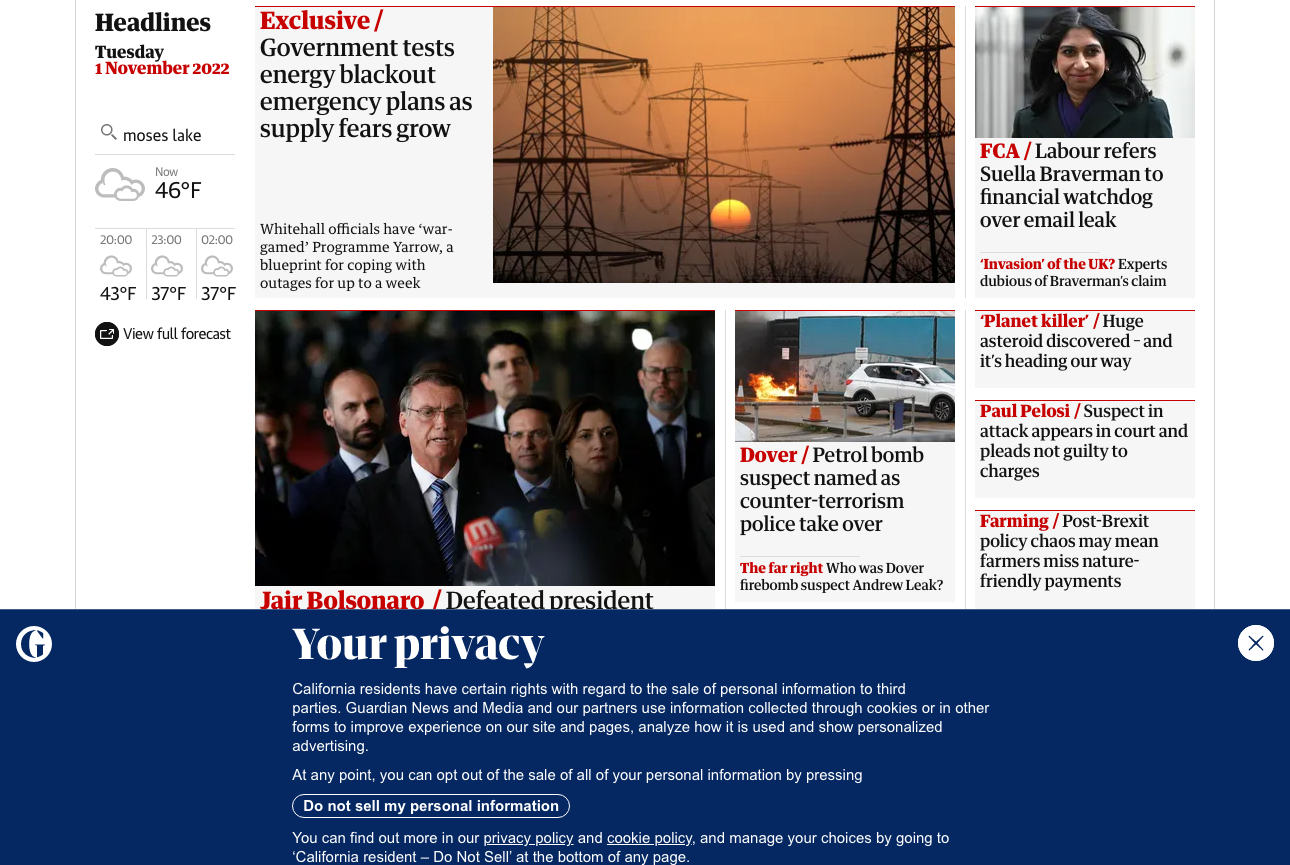 Headlines
Tuesday
1 November 2022
moses lake
Now
46°F
20:00
23:00
02:00
43°F
37°F
37°F
View full forecast
Exclusive /
Government tests
energy blackout
emergency plans as
supply fears grow
Whitehall officials have ‘war-
gamed’ Programme Yarrow, a
blueprint for coping with
outages for up to a week
FCA / Labour refers
Suella Braverman to
financial watchdog
over email leak
‘Invasion’ of the UK? Experts
dubious of Braverman’s claim
Jair Bolsonaro / Defeated president
Dover / Petrol bomb
suspect named as
counter-terrorism
police take over
The far right Who was Dover
firebomb suspect Andrew Leak?
‘Planet killer’ / Huge
asteroid discovered – and
it’s heading our way
Paul Pelosi / Suspect in
attack appears in court and
pleads not guilty to
charges
Farming / Post-Brexit
policy chaos may mean
farmers miss nature-
friendly payments
Your privacy
California residents have certain rights with regard to the sale of personal information to third
parties. Guardian News and Media and our partners use information collected through cookies or in other
forms to improve experience on our site and pages, analyze how it is used and show personalized
advertising.
At any point, you can opt out of the sale of all of your personal information by pressing
Do not sell my personal information
You can find out more in our privacy policy and cookie policy, and manage your choices by going to
‘California resident – Do Not Sell’ at the bottom of any page.